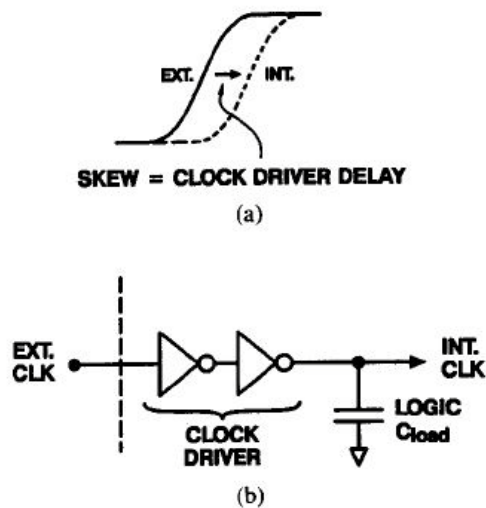 EXT.
INT.
SKEW = CLOCK DRIVER DELAY
(a)
EXT.
CLK
INT.
CLK
LOGIC
Cload
CLOCK
DRIVER
(b)